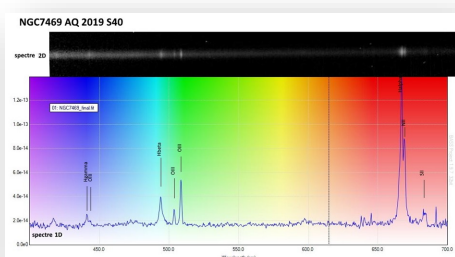 NGC7469 AQ 2019 S40
spectre 2D
01: NGC7469_final.fit
1.2e-13
1.0e-13
8.0e-14
6.0e-14
4.0e-14
2.0e-14
0.0e0
Hgamma
OIII
Hbeta
OIII
OIII
SII
spectre 1D
450.0
500.0
550.0
600.0
650.0
700.0